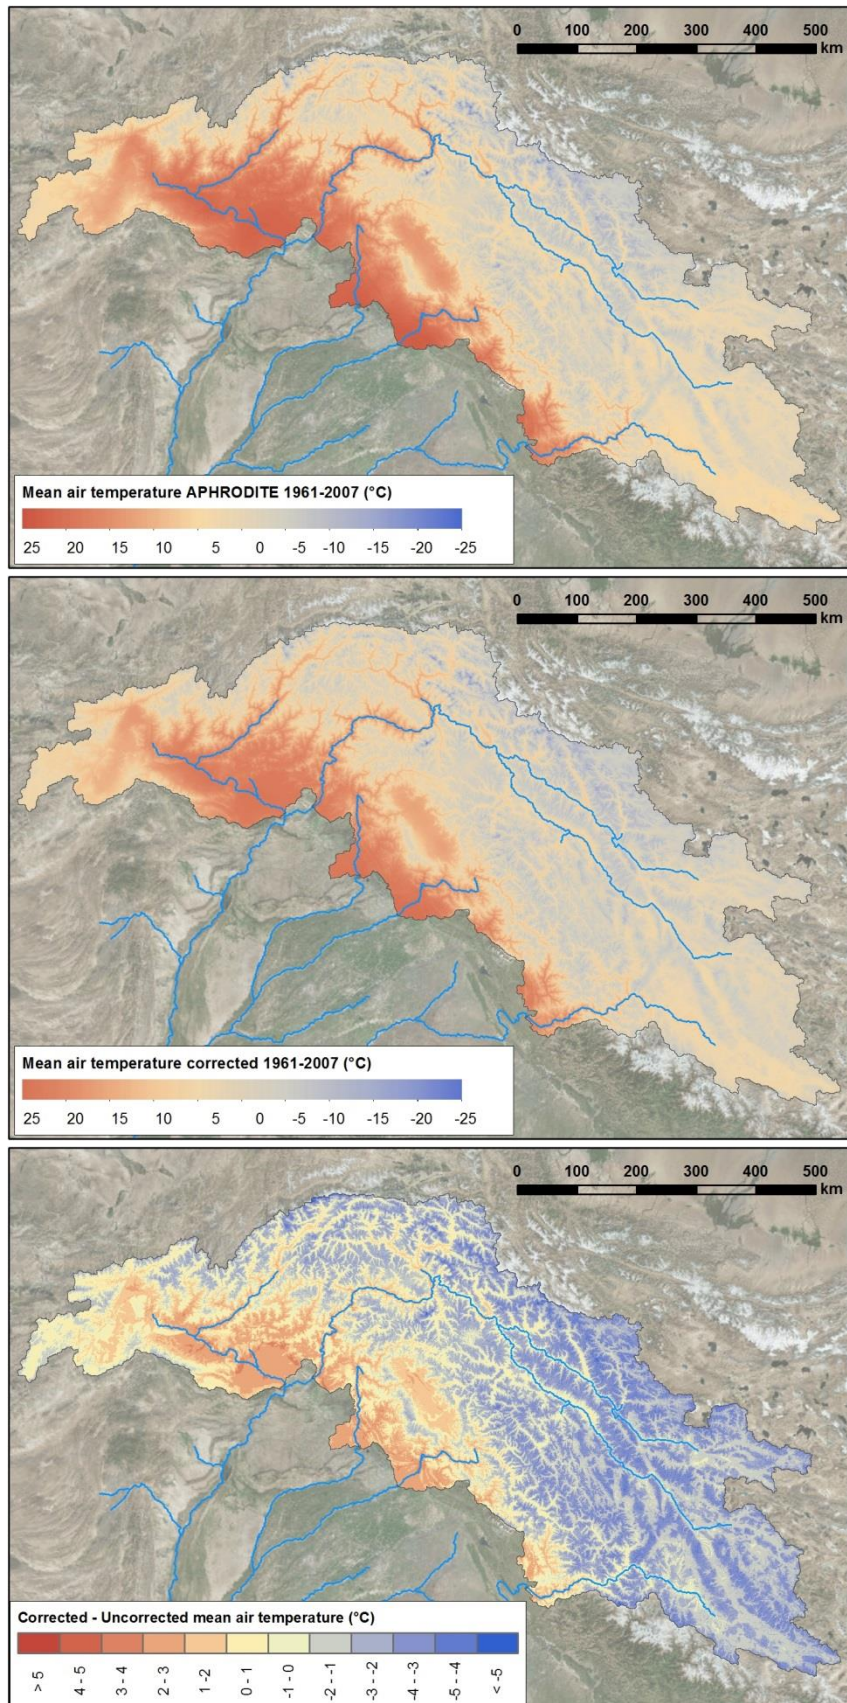 0 100 200 300 400 500
km
Mean air temperature APHRODITE 1961-2007 (°C)
25 20 15 10 5 0 -5 -10 -15 -20 -25
0 100 200 300 400 500
km
Mean air temperature corrected 1961-2007 (°C)
25 20 15 10 5 0 -5 -10 -15 -20 -25
0 100 200 300 400 500
km
Corrected - Uncorrected mean air temperature (°C)
> 5
4 - 5
3 - 4
2 - 3
1 - 2
0 - 1
-1 - 0
-2 - -1
-3 - -2
-4 - -3
-5 - -4
< -5